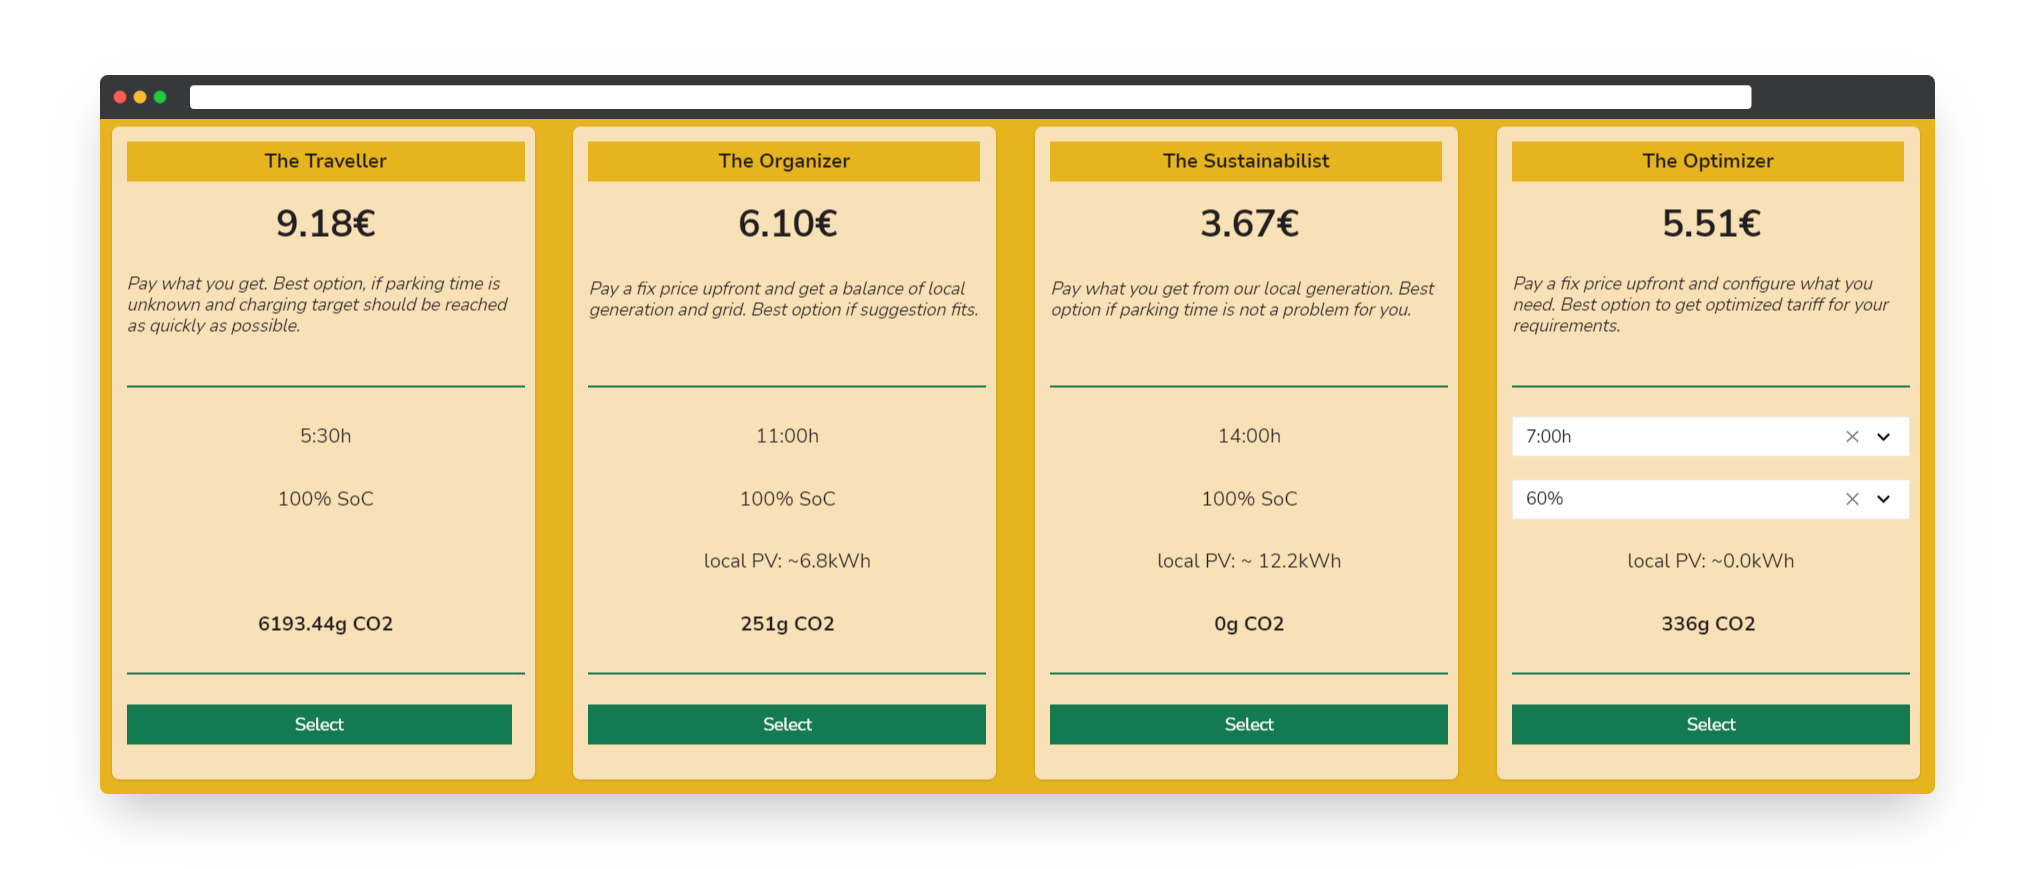 The Traveller
9.18€
Pay what you get. Best option, if parking time is
unknown and charging target should be reached
as quickly as possible.
5:30h
100% SoC
6193.44g CO2
Select
The Organizer
6.10€
Pay a fix price upfront and get a balance of local
generation and grid. Best option if suggestion fits.
11:00h
100% SoC
local PV: ~6.8kWh
251g CO2
Select
The Sustainabilist
3.67€
Pay what you get from our local generation. Best
option if parking time is not a problem for you.
14:00h
100% SoC
local PV: ~ 12.2kWh
0g CO2
Select
The Optimizer
5.51€
Pay a fix price upfront and configure what you
need. Best option to get optimized tariff for your
requirements.
7:00h
60%
local PV: ~0.0kWh
336g CO2
Select